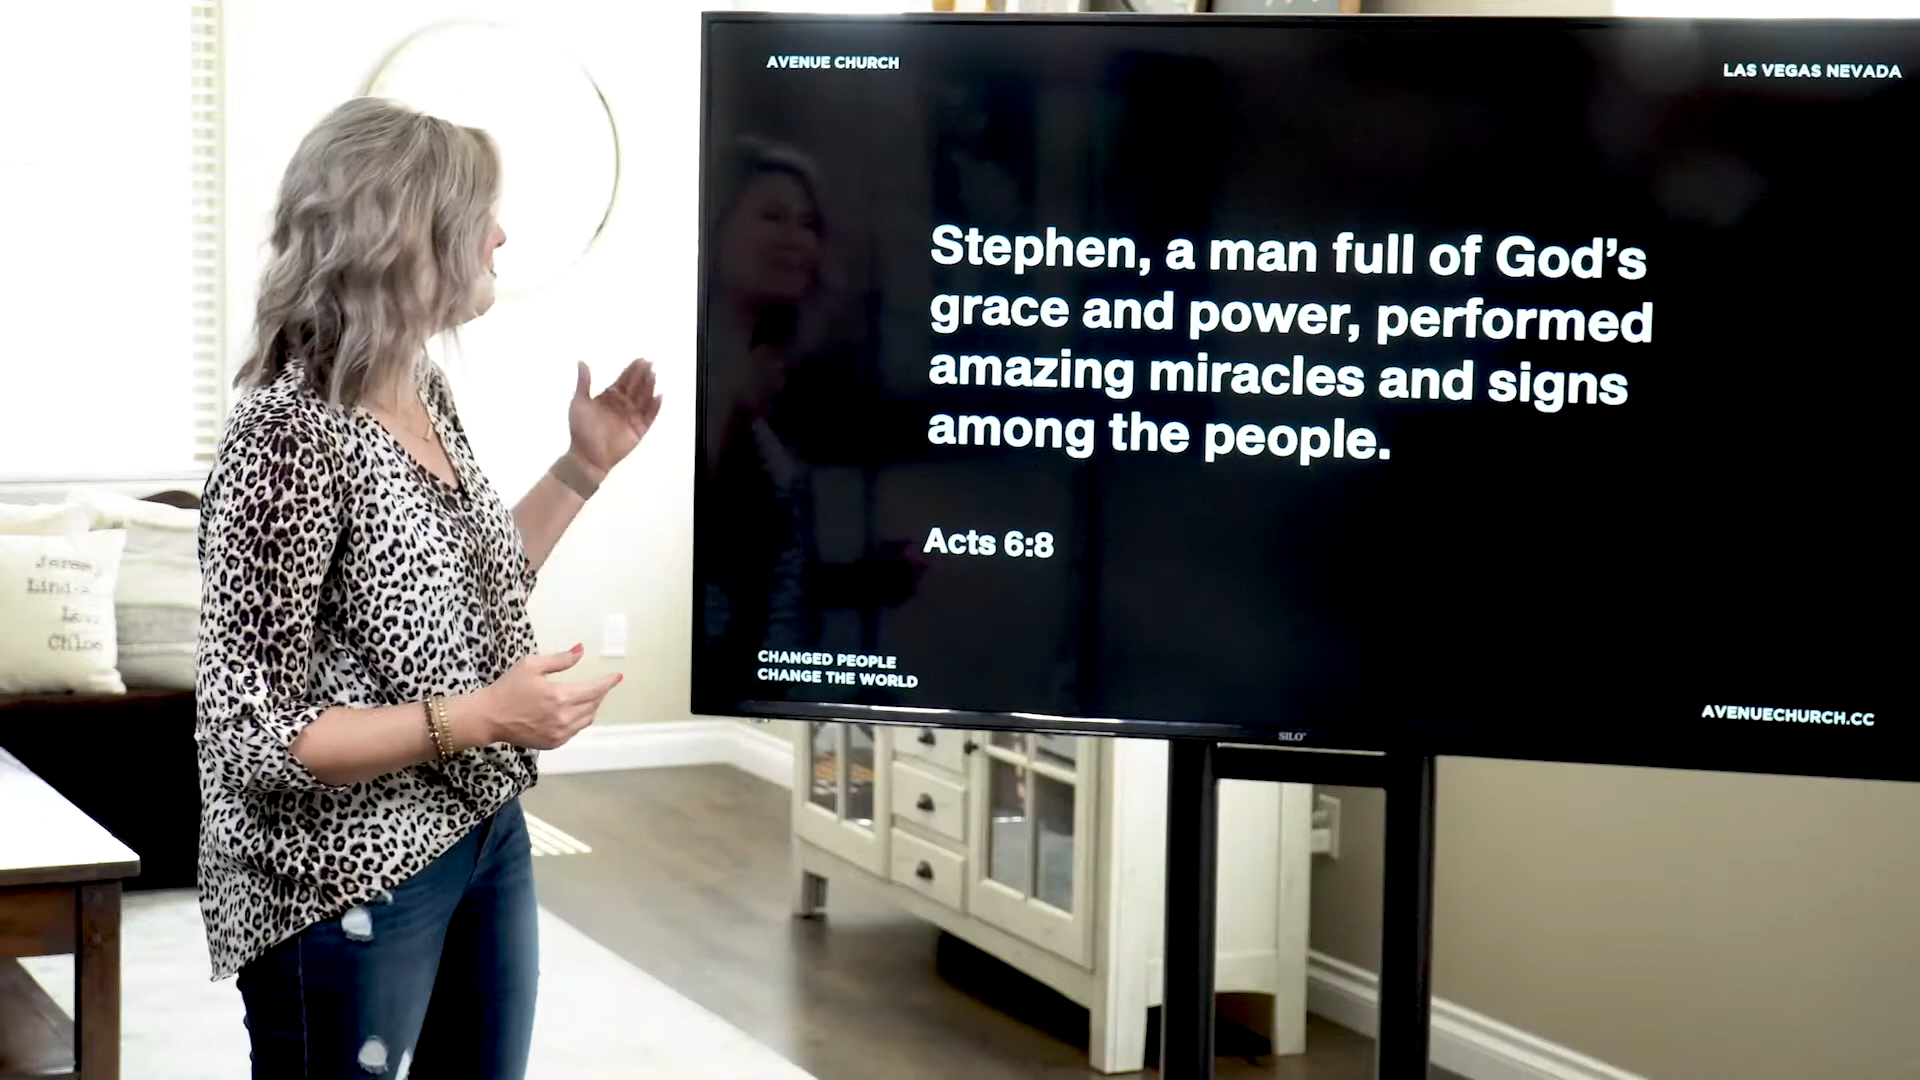 AVENUE CHURCH
LAS VEGAS NEVADA
Stephen, a man full of God's
grace and power, performed
amazing miracles and signs
among the people.
Acts 6:8
CHANGED PEOPLE
CHANGE THE WORLD
AVENUECHURCH.CC
SILO
Chloe